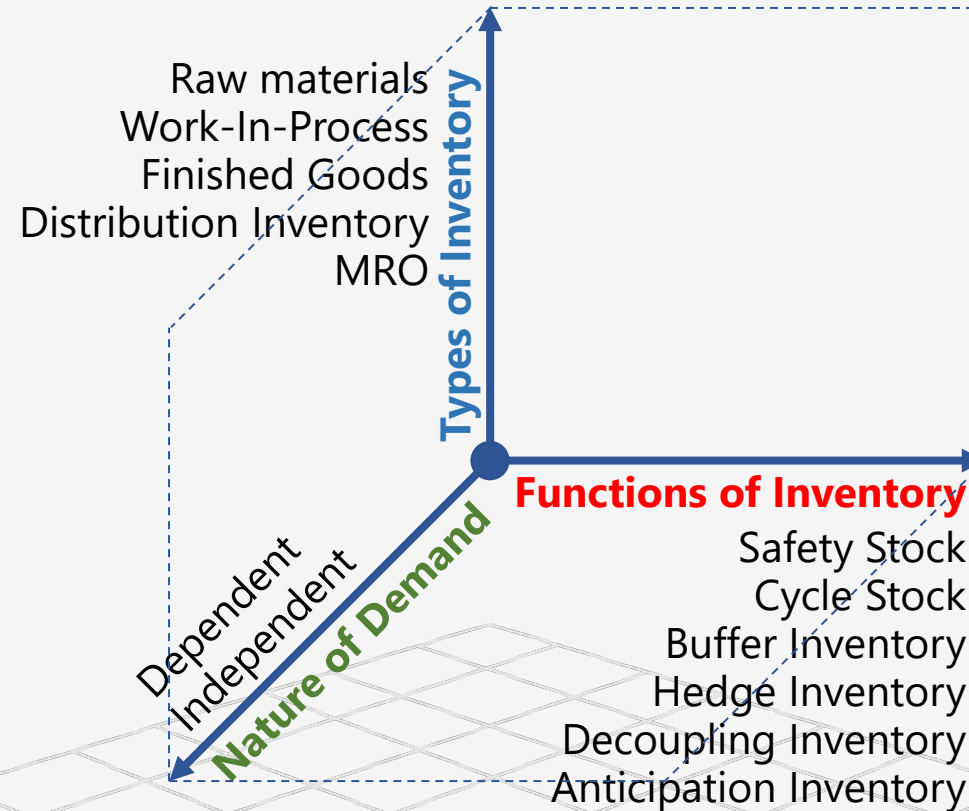 Raw materials
Work-In-Process
Finished Goods
Distribution Inventory
MRO
Types of Inventory
Functions of Inventory
Safety Stock
Cycle Stock
Buffer Inventory
Hedge Inventory
Decoupling Inventory
Anticipation Inventory
Dependent
Independent
Nature of Demand